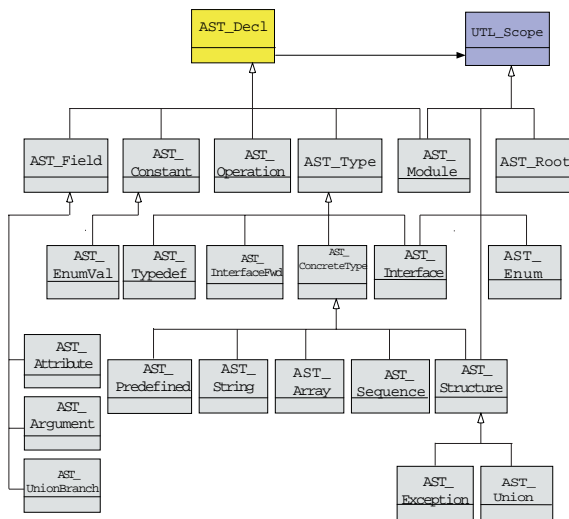 AST_Decl
UTL_Scope
AST_Field
AST_
Constant
AST_
Operation
AST_Type
AST_
Module
AST_Root
AST_
EnumVal
AST_
Typedef
AST_
InterfaceFwd
AST_
ConcreteType
AST_
Interface
AST_
Enum
AST_
Attribute
AST_
Predefined
AST_
String
AST_
Array
AST_
Sequence
AST_
Structure
AST_
Argument
AST_
UnionBranch
AST_
Exception
AST_
Union